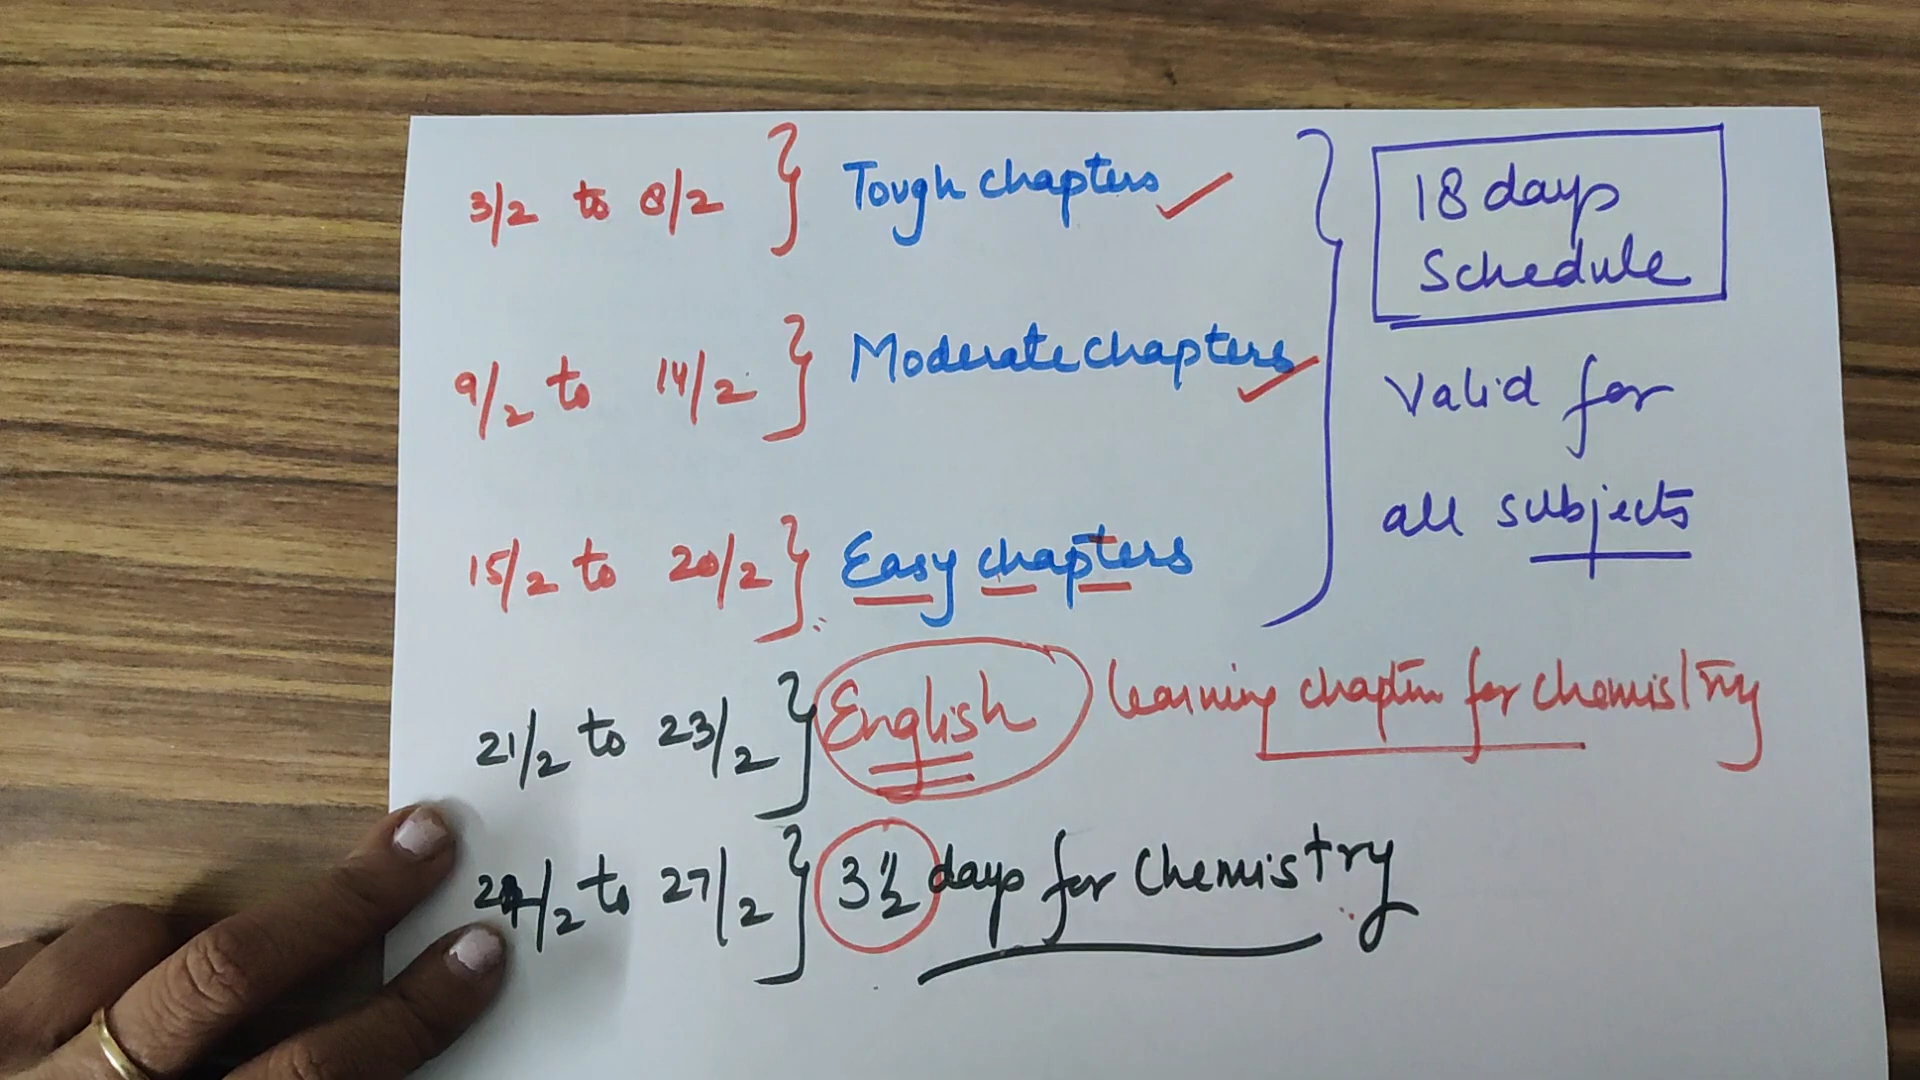 3/2 to 8/2 } Tough chapters
9/2 to 14/2 } Moderate chapters
15/2 to 20/2 } Easy chapters
18 days
Schedule
Valid for
all subjects
21/2 to 23/2 } English learning chapters for chemistry
24/2 to 27/2 } 3½ days for Chemistry